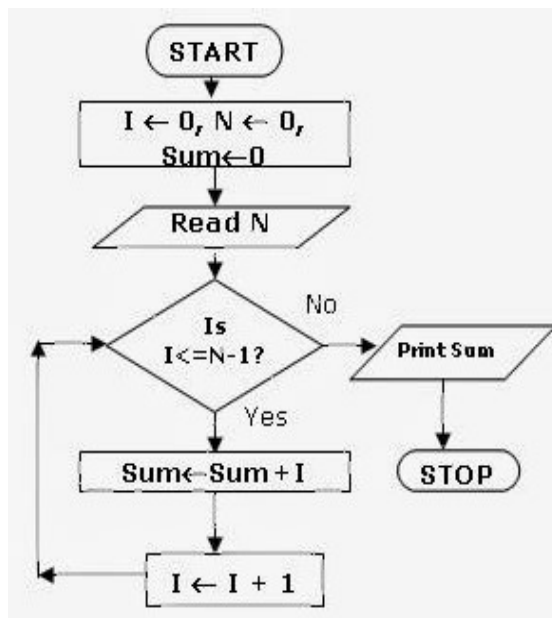 START
I ← 0, N ← 0,
Sum←0
Read N
Is
I<=N-1?
No
Print Sum
Yes
STOP
Sum←Sum+I
I ← I + 1